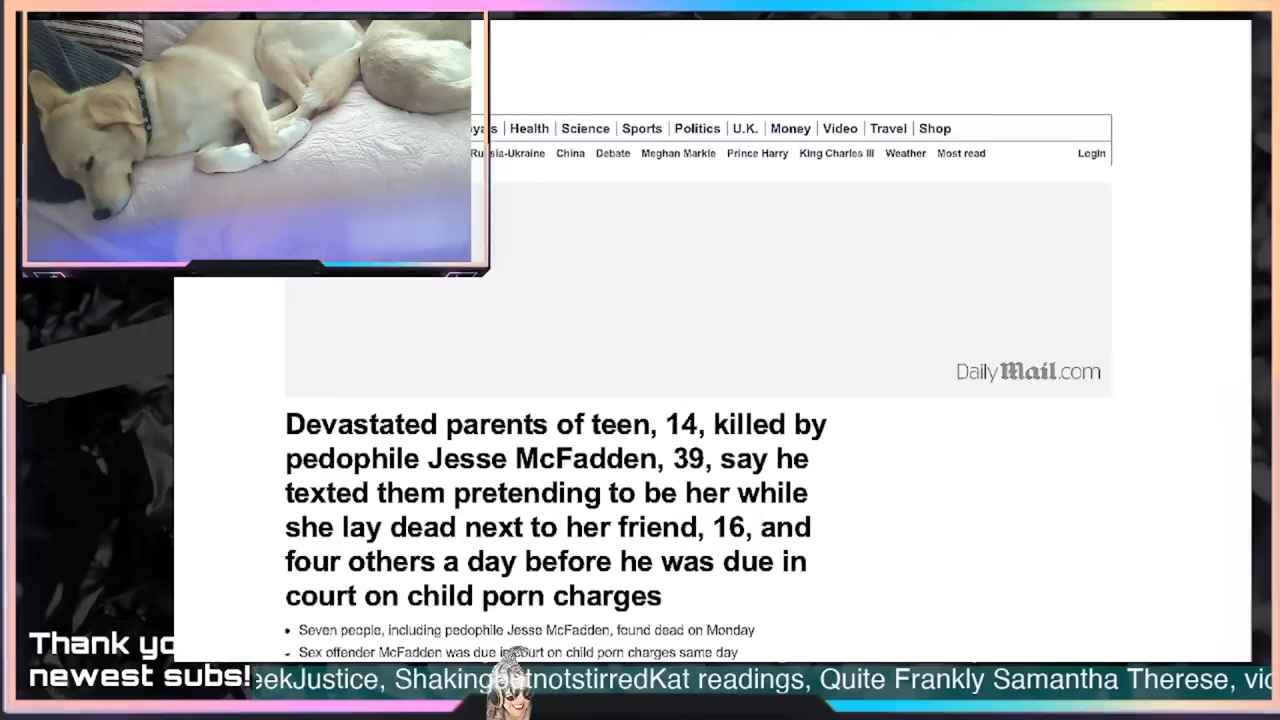 Health | Science | Sports | Politics | U.K. | Money | Video | Travel | Shop
China Debate Meghan Markle Prince Harry King Charles III Weather Most read Login
DailyMail.com
Devastated parents of teen, 14, killed by
pedophile Jesse McFadden, 39, say he
texted them pretending to be her while
she lay dead next to her friend, 16, and
four others a day before he was due in
court on child porn charges
• Seven people, including pedophile Jesse McFadden, found dead on Monday
Sex offender McFadden was due in court on child porn charges same day
Thank
newest subs!
eekJustice, ShakingbutnotstirredKat readings, Quite Frankly Samantha Therese,